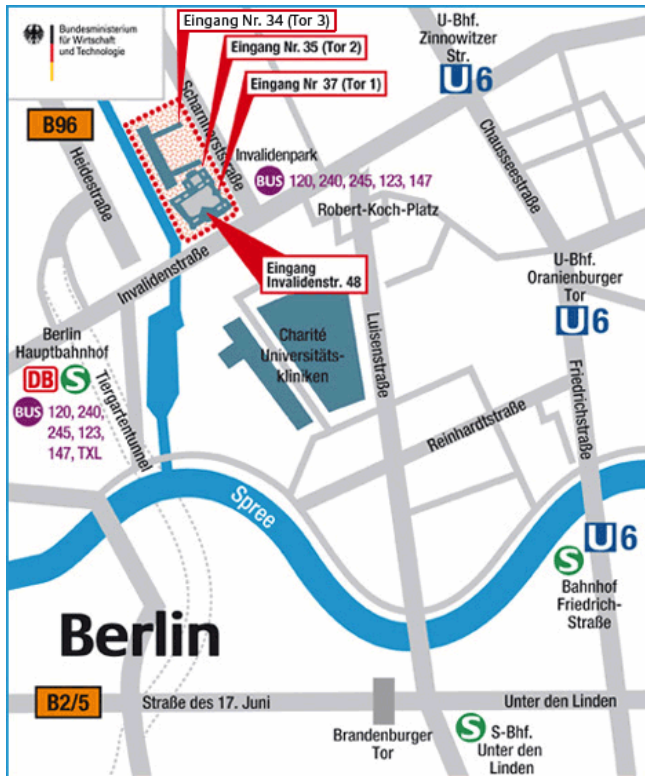 Bundesministerium
für Wirtschaft
und Technologie
Eingang Nr. 34 (Tor 3)
Eingang Nr. 35 (Tor 2)
Eingang Nr 37 (Tor 1)
U-Bhf.
Zinnowitzer
Str.
U 6
B96
Heidestraße
Scharnhorststraße
Invalidenpark
BUS 120, 240, 245, 123, 147
Robert-Koch-Platz
Chausseestraße
Invalidenstraße
Eingang
Invalidenstr. 48
U-Bhf.
Oranienburger
Tor
U 6
Berlin
Hauptbahnhof
DB S
BUS 120, 240,
245, 123,
147, TXL
Tiergartentunnel
Charité
Universitäts-
kliniken
Luisenstraße
Reinhardtstraße
Friedrichstraße
Spree
U 6
S
Bahnhof
Friedrich-
Straße
Berlin
B2/5
Straße des 17. Juni
Unter den Linden
Brandenburger
Tor
S
S-Bhf.
Unter den
Linden